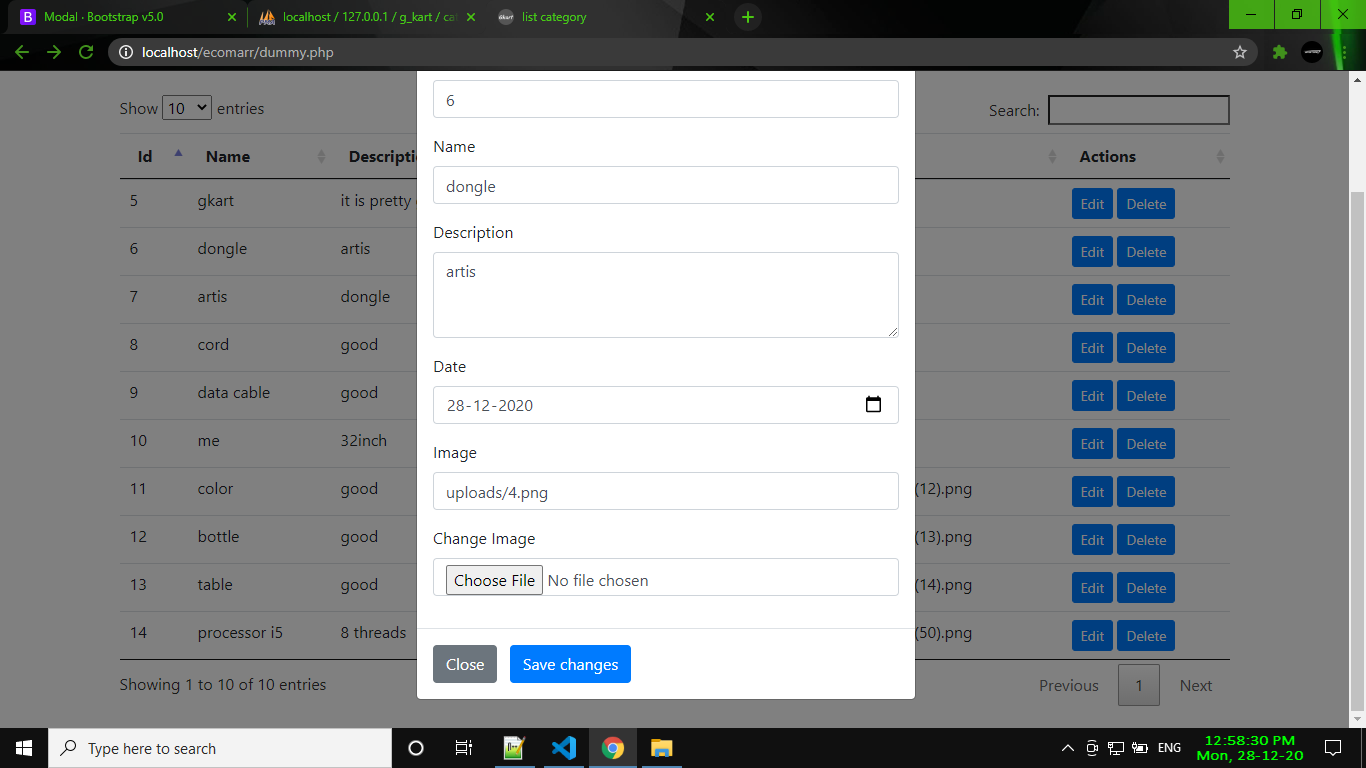 Modal · Bootstrap v5.0
localhost / 127.0.0.1 / g_kart / cat
Gkart
list category
localhost/ecomarr/dummy.php
Show 10 entries
Search:
Id Name Descripti Actions
5 gkart it is pretty Edit Delete
6 dongle artis Edit Delete
7 artis dongle Edit Delete
8 cord good Edit Delete
9 data cable good Edit Delete
10 me 32inch Edit Delete
11 color good (12).png Edit Delete
12 bottle good (13).png Edit Delete
13 table good (14).png Edit Delete
14 processor i5 8 threads (50).png Edit Delete
Showing 1 to 10 of 10 entries
Previous 1 Next
6
Name
dongle
Description
artis
Date
28-12-2020
Image
uploads/4.png
Change Image
Choose File No file chosen
Close Save changes
Type here to search
ENG
12:58:30 PM
Mon, 28-12-20